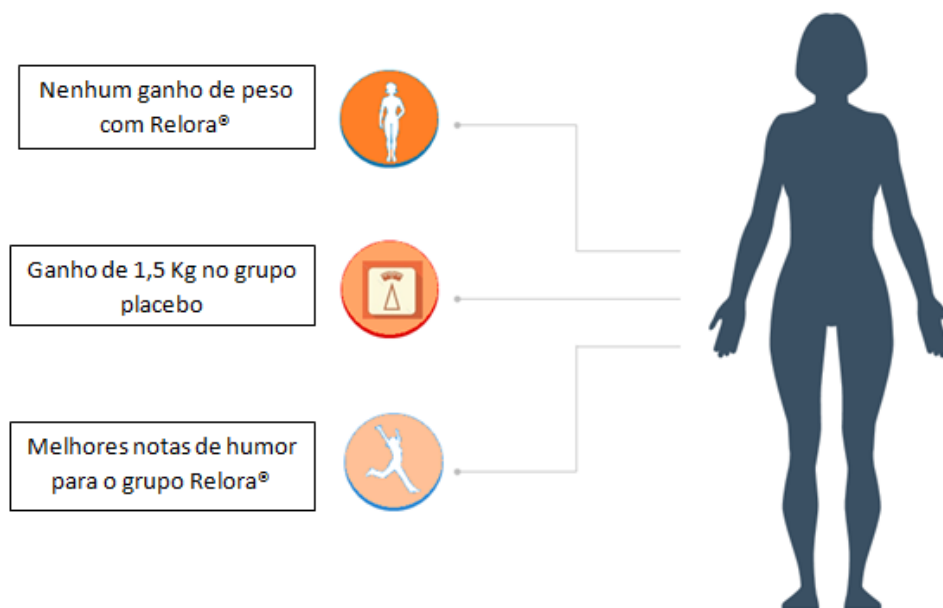 Nenhum ganho de peso
com Relora®
Ganho de 1,5 Kg no grupo
placebo
Melhores notas de humor
para o grupo Relora®